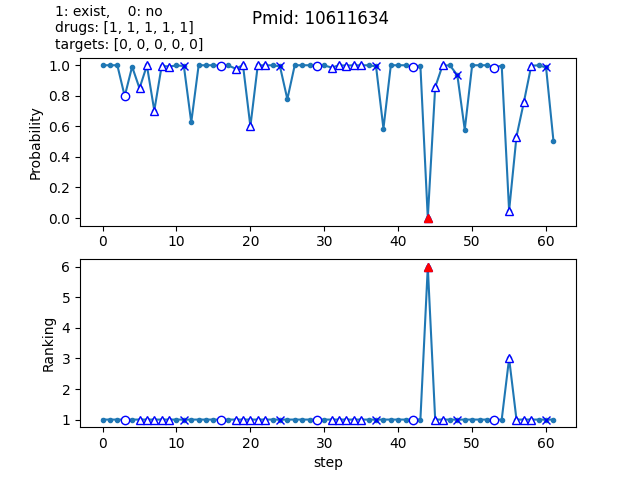 1: exist,    0: no
drugs: [1, 1, 1, 1, 1]
targets: [0, 0, 0, 0, 0]
Pmid: 10611634
Probability
1.0
0.8
0.6
0.4
0.2
0.0
0 10 20 30 40 50 60
Ranking
6
5
4
3
2
1
0 10 20 30 40 50 60
step